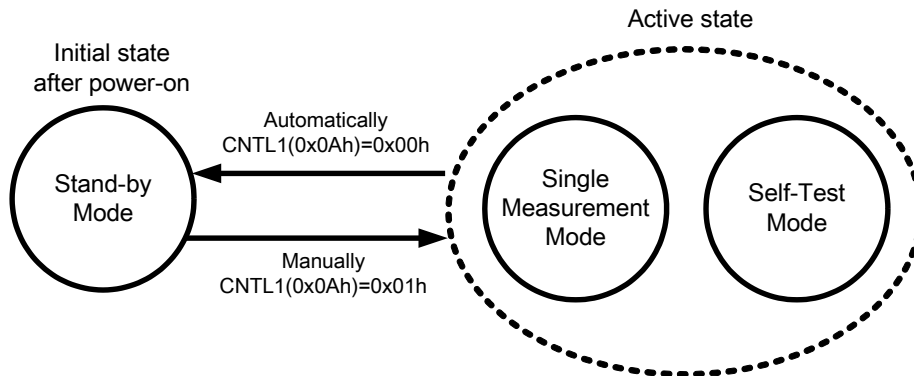 Active state
Initial state
after power-on
Automatically
CNTL1(0x0Ah)=0x00h
Stand-by
Mode
Single
Measurement
Mode
Self-Test
Mode
Manually
CNTL1(0x0Ah)=0x01h